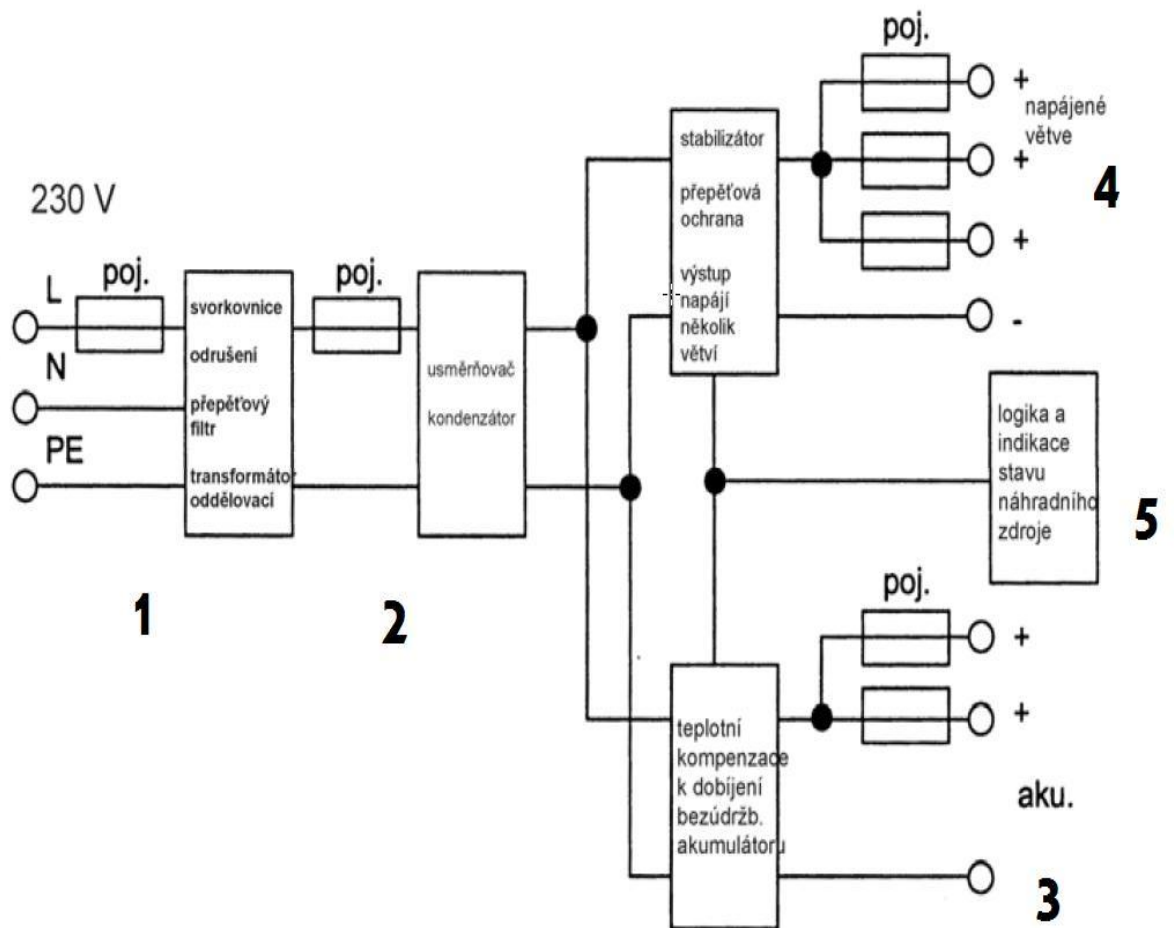 230 V
L
N
PE
poj.
svorkovnice
odrušení
přepěťový
filtr
transformátor
oddělovací
1
poj.
usměrňovač
kondenzátor
2
stabilizátor
přepěťová
ochrana
výstup
napájí
několik
větví
poj.
+
+
+
-
napájené
větve
4
logika a
indikace
stavu
náhradního
zdroje
5
teplotní
kompenzace
k dobíjení
bezúdržb.
akumulátoru
poj.
+
+
aku.
3